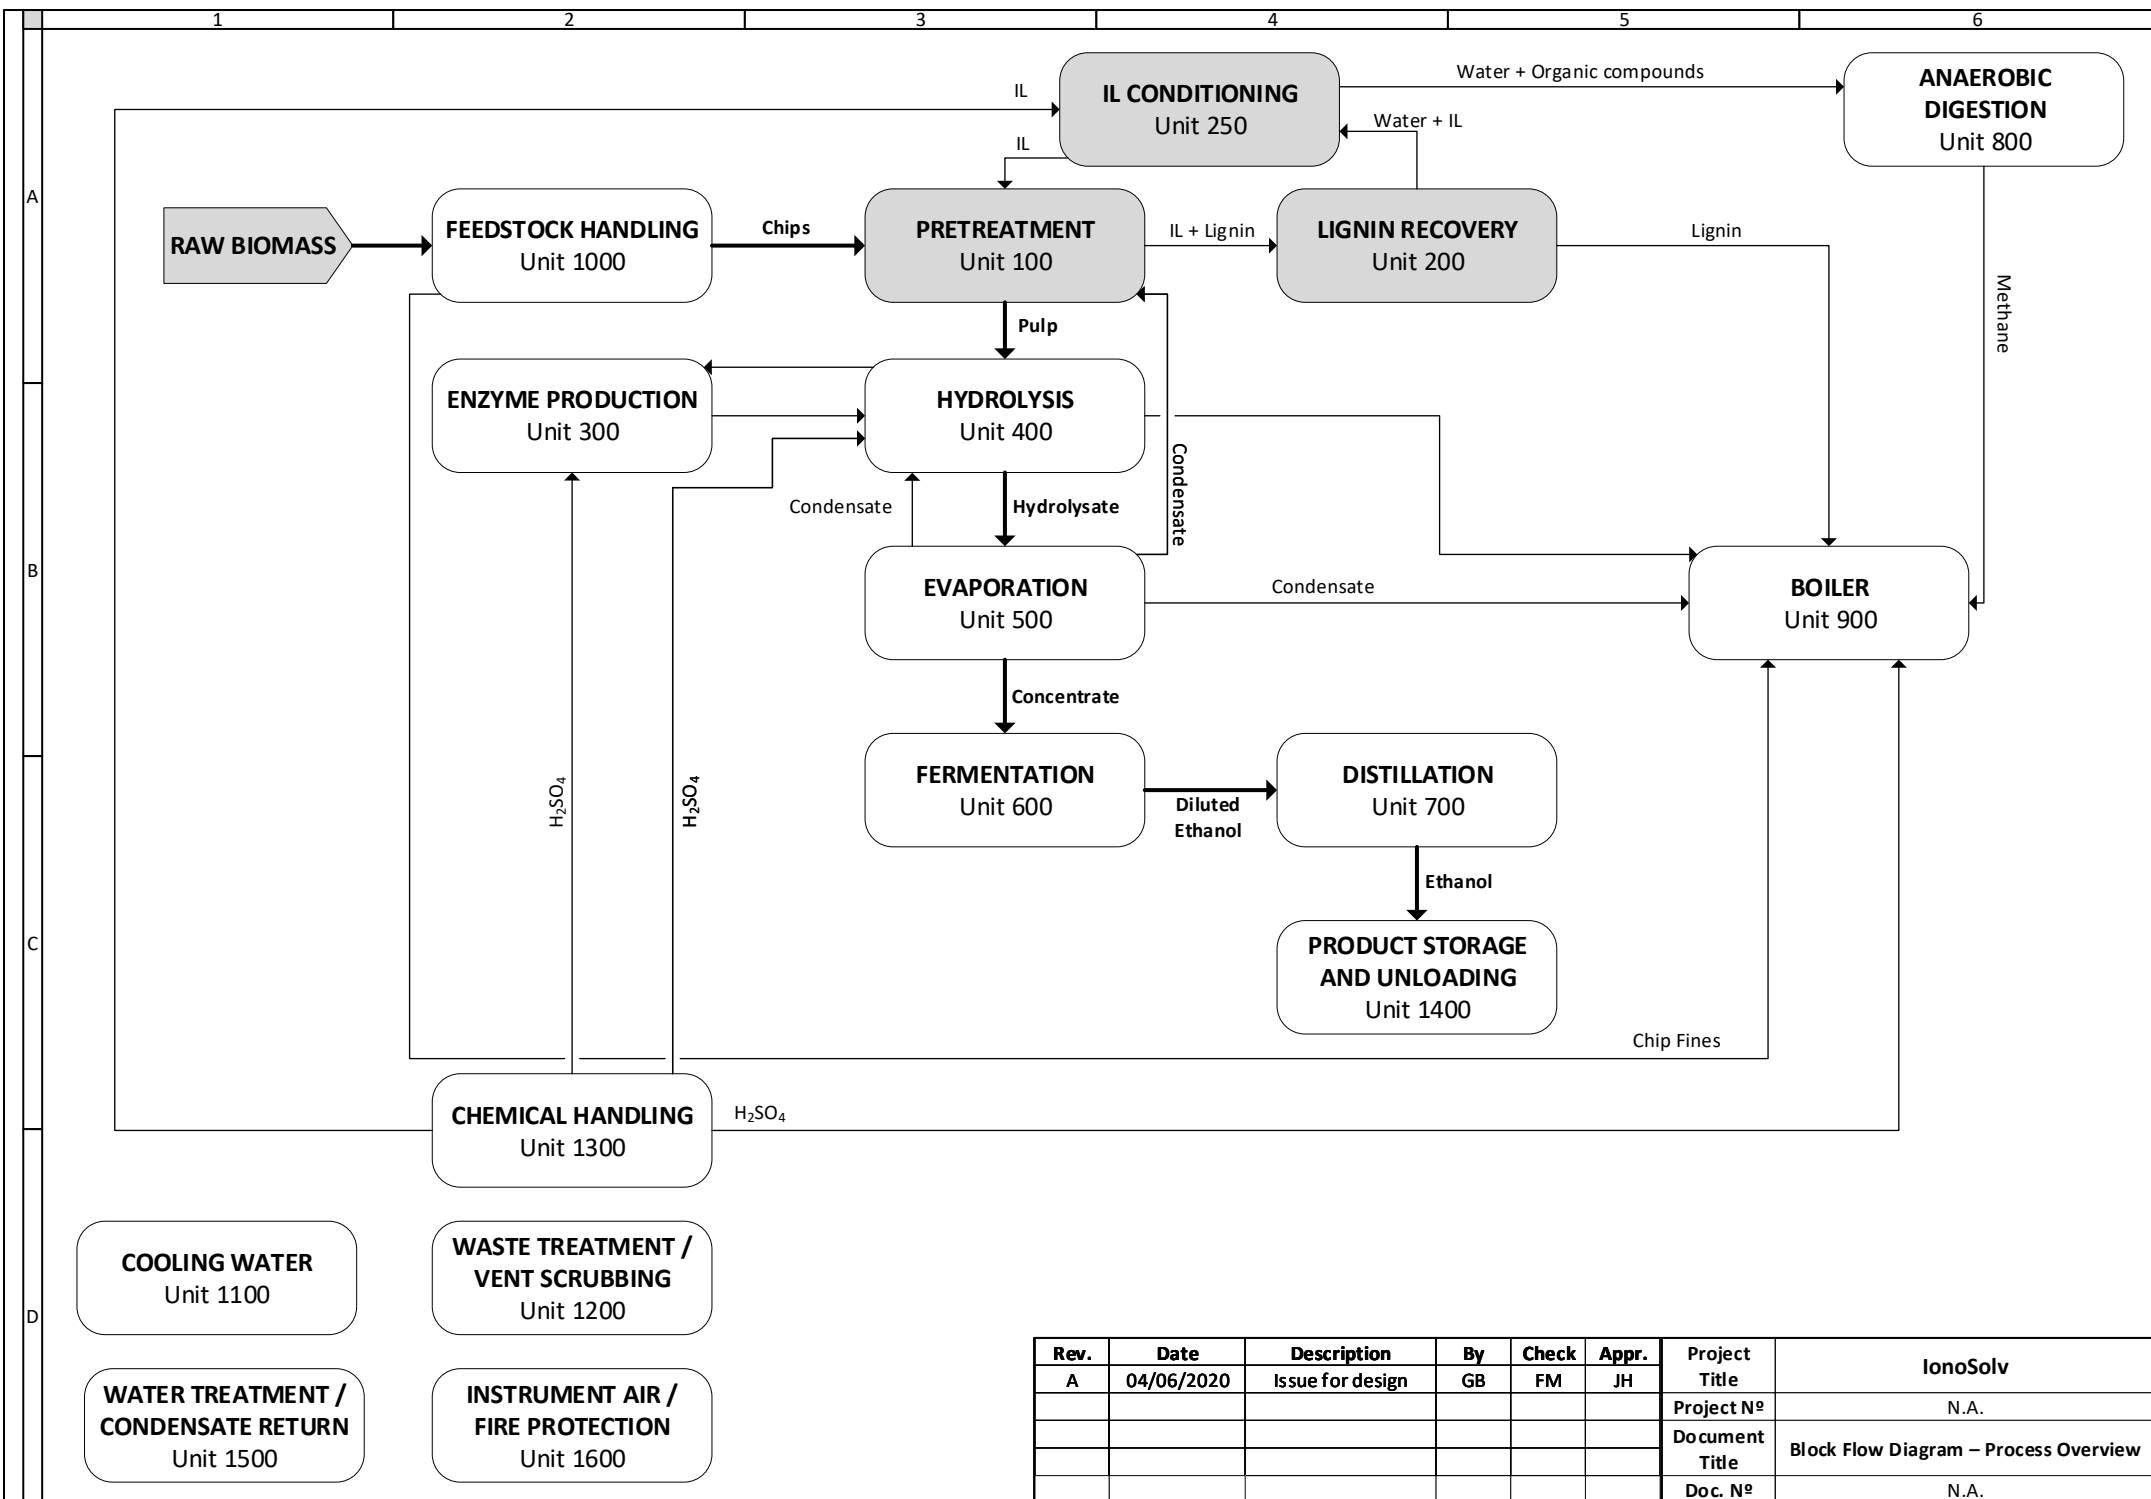 1 2 3 4 5 6
A
B
C
D
IL CONDITIONING
Unit 250
Water + Organic compounds
ANAEROBIC
DIGESTION
Unit 800
IL
Water + IL
IL
RAW BIOMASS
FEEDSTOCK HANDLING
Unit 1000
Chips
PRETREATMENT
Unit 100
IL + Lignin
LIGNIN RECOVERY
Unit 200
Lignin
Methane
Pulp
ENZYME PRODUCTION
Unit 300
HYDROLYSIS
Unit 400
Condensate
Condensate
Hydrolysate
EVAPORATION
Unit 500
Condensate
BOILER
Unit 900
Concentrate
H₂SO₄
H₂SO₄
FERMENTATION
Unit 600
Diluted
Ethanol
DISTILLATION
Unit 700
Ethanol
PRODUCT STORAGE
AND UNLOADING
Unit 1400
Chip Fines
CHEMICAL HANDLING
Unit 1300
H₂SO₄
COOLING WATER
Unit 1100
WASTE TREATMENT /
VENT SCRUBBING
Unit 1200
WATER TREATMENT /
CONDENSATE RETURN
Unit 1500
INSTRUMENT AIR /
FIRE PROTECTION
Unit 1600
Rev. Date Description By Check Appr.
A 04/06/2020 Issue for design GB FM JH
Project
Title
IonoSolv
Project Nº N.A.
Document
Title
Block Flow Diagram – Process Overview
Doc. Nº N.A.